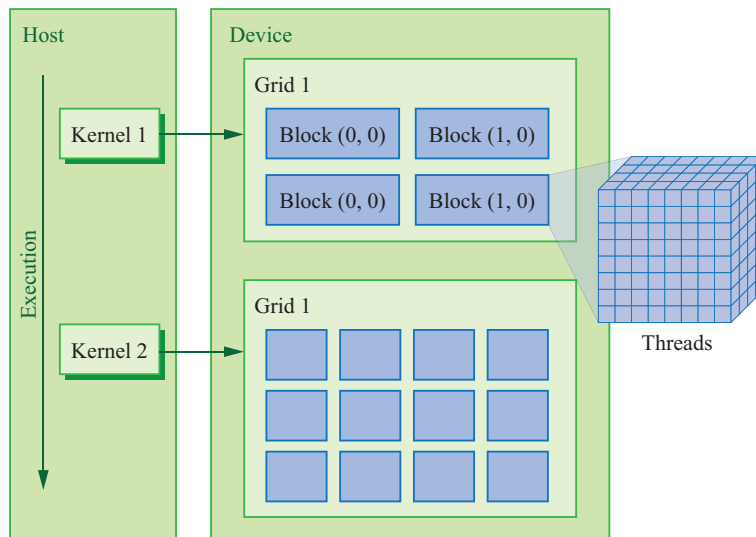 Host
Device
Grid 1
Kernel 1
Block (0, 0)
Block (1, 0)
Block (0, 0)
Block (1, 0)
Execution
Grid 1
Kernel 2
Threads